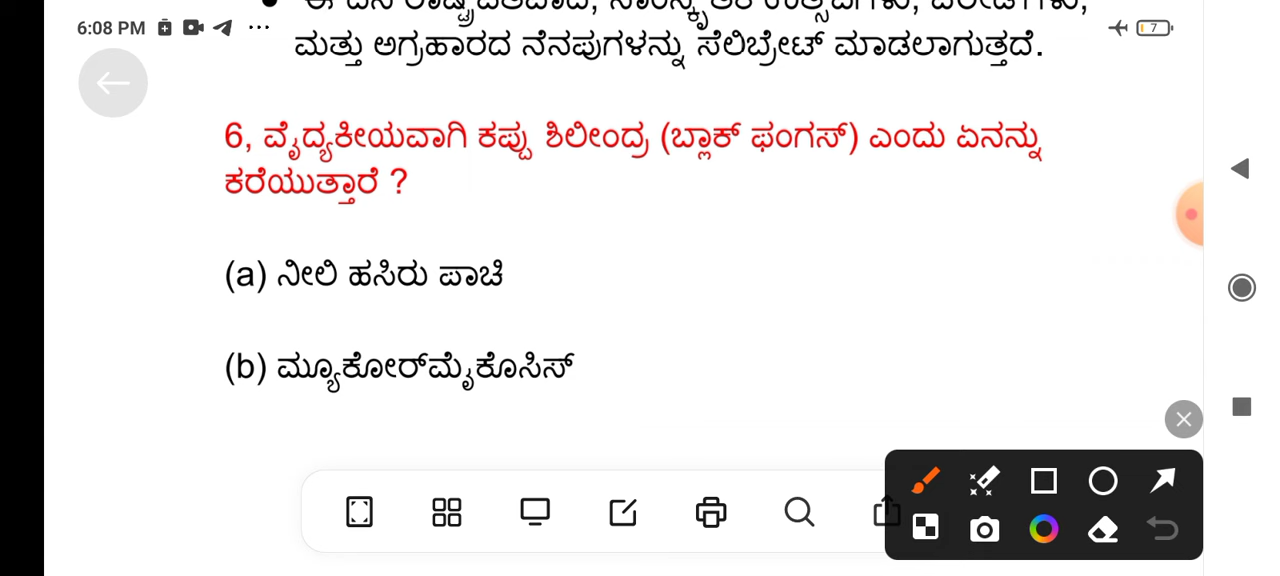 6:08 PM
7
ಮತ್ತು ಅಗ್ರಹಾರದ ನೆನಪುಗಳನ್ನು ಸೆಲಿಬ್ರೇಟ್ ಮಾಡಲಾಗುತ್ತದೆ.
6, ವೈದ್ಯಕೀಯವಾಗಿ ಕಪ್ಪು ಶಿಲೀಂದ್ರ (ಬ್ಲಾಕ್ ಫಂಗಸ್) ಎಂದು ಏನನ್ನು
ಕರೆಯುತ್ತಾರೆ ?
(a) ನೀಲಿ ಹಸಿರು ಪಾಚಿ
(b) ಮ್ಯೂಕೋರ್‌ಮೈಕೊಸಿಸ್